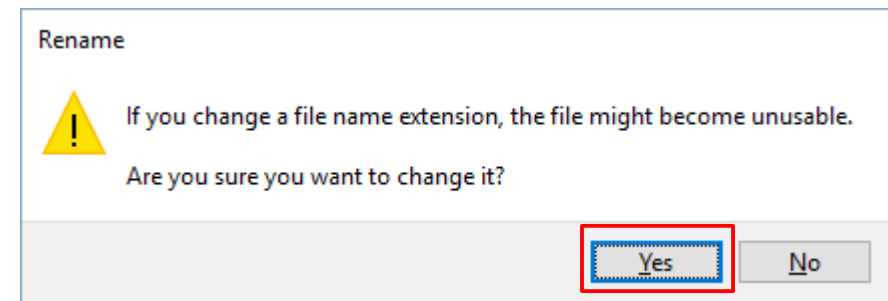 Rename
If you change a file name extension, the file might become unusable.
Are you sure you want to change it?
Yes No